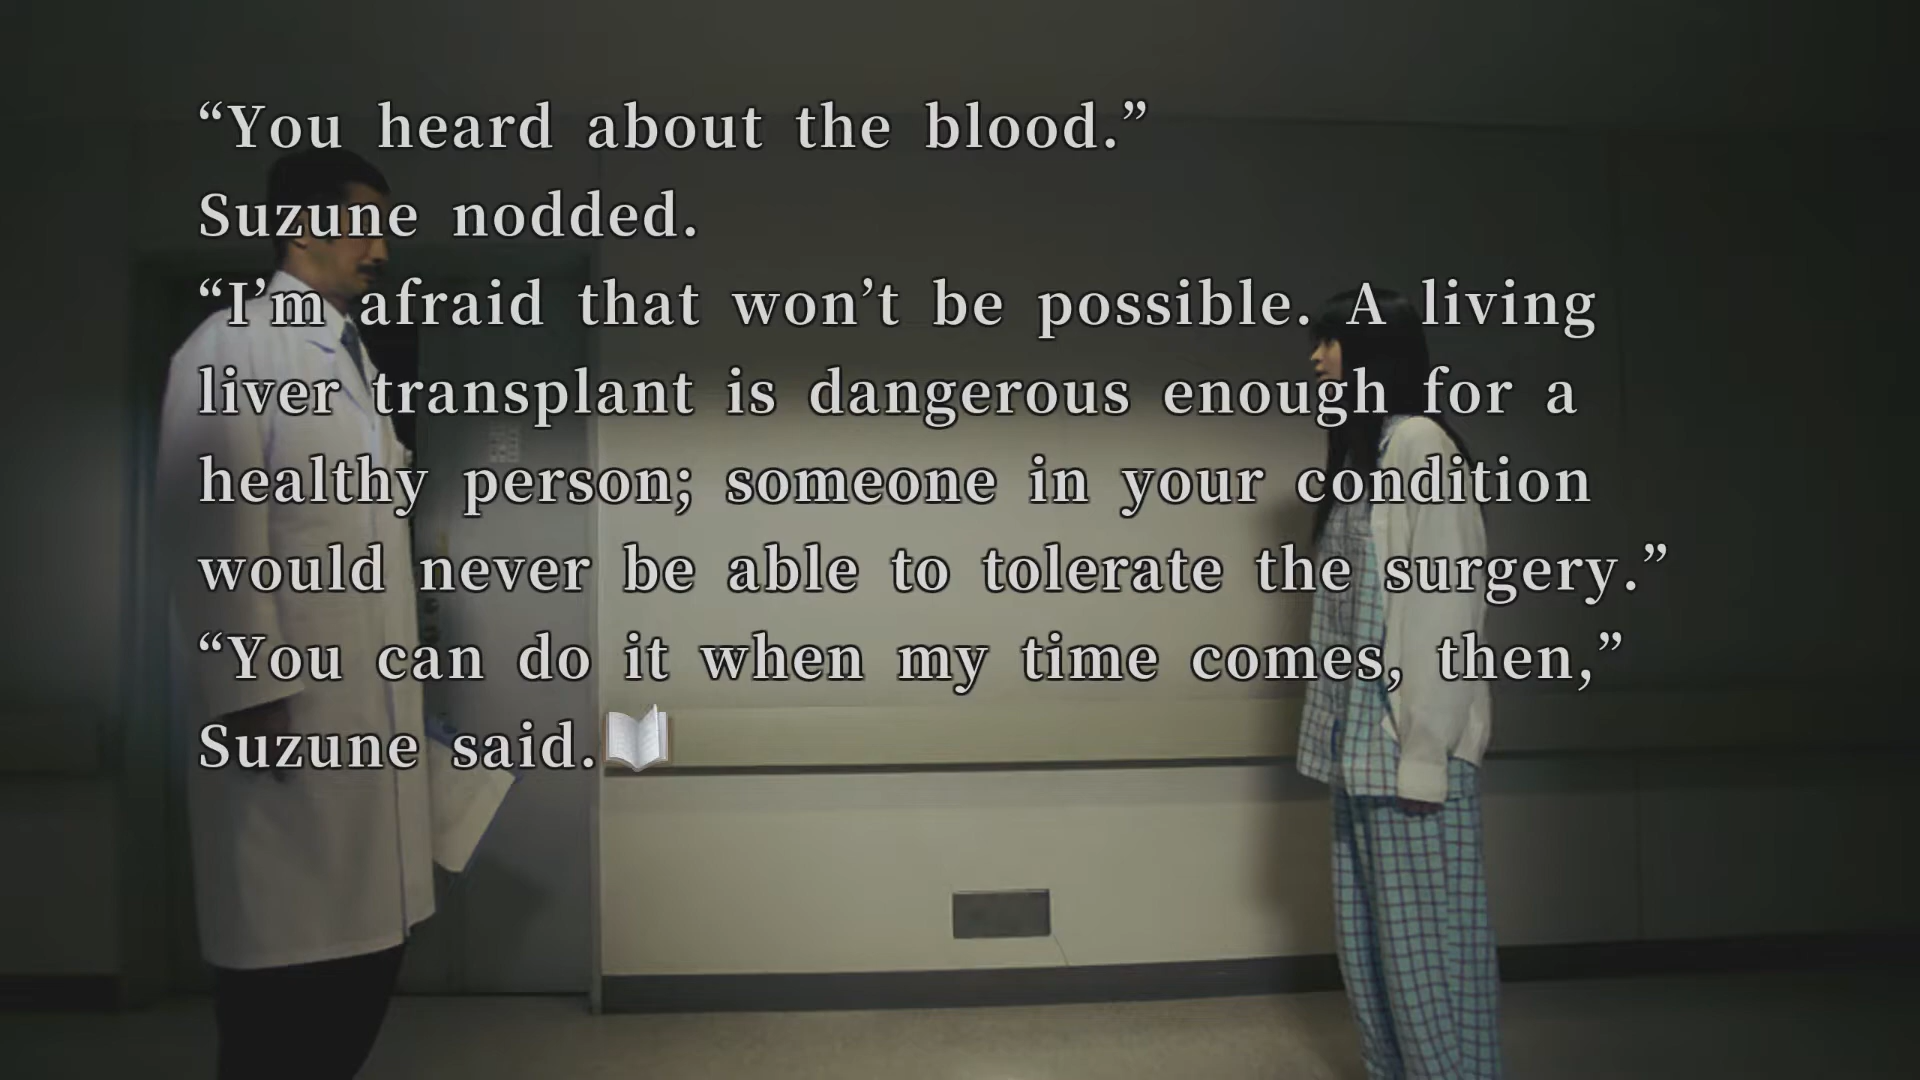 “You heard about the blood.”
Suzune nodded.
“I’m afraid that won’t be possible. A living
liver transplant is dangerous enough for a
healthy person; someone in your condition
would never be able to tolerate the surgery.”
“You can do it when my time comes, then,”
Suzune said.